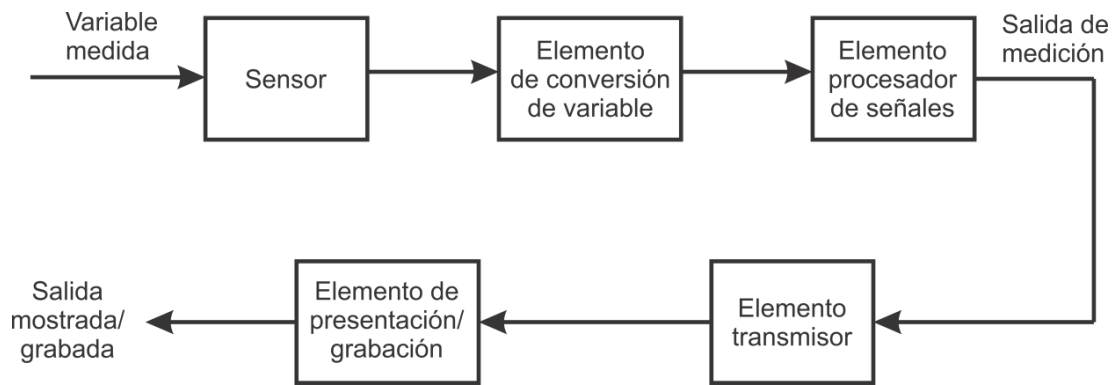 Variable
medida
Sensor
Elemento
de conversión
de variable
Elemento
procesador
de señales
Salida de
medición
Salida
mostrada/
grabada
Elemento de
presentación/
grabación
Elemento
transmisor